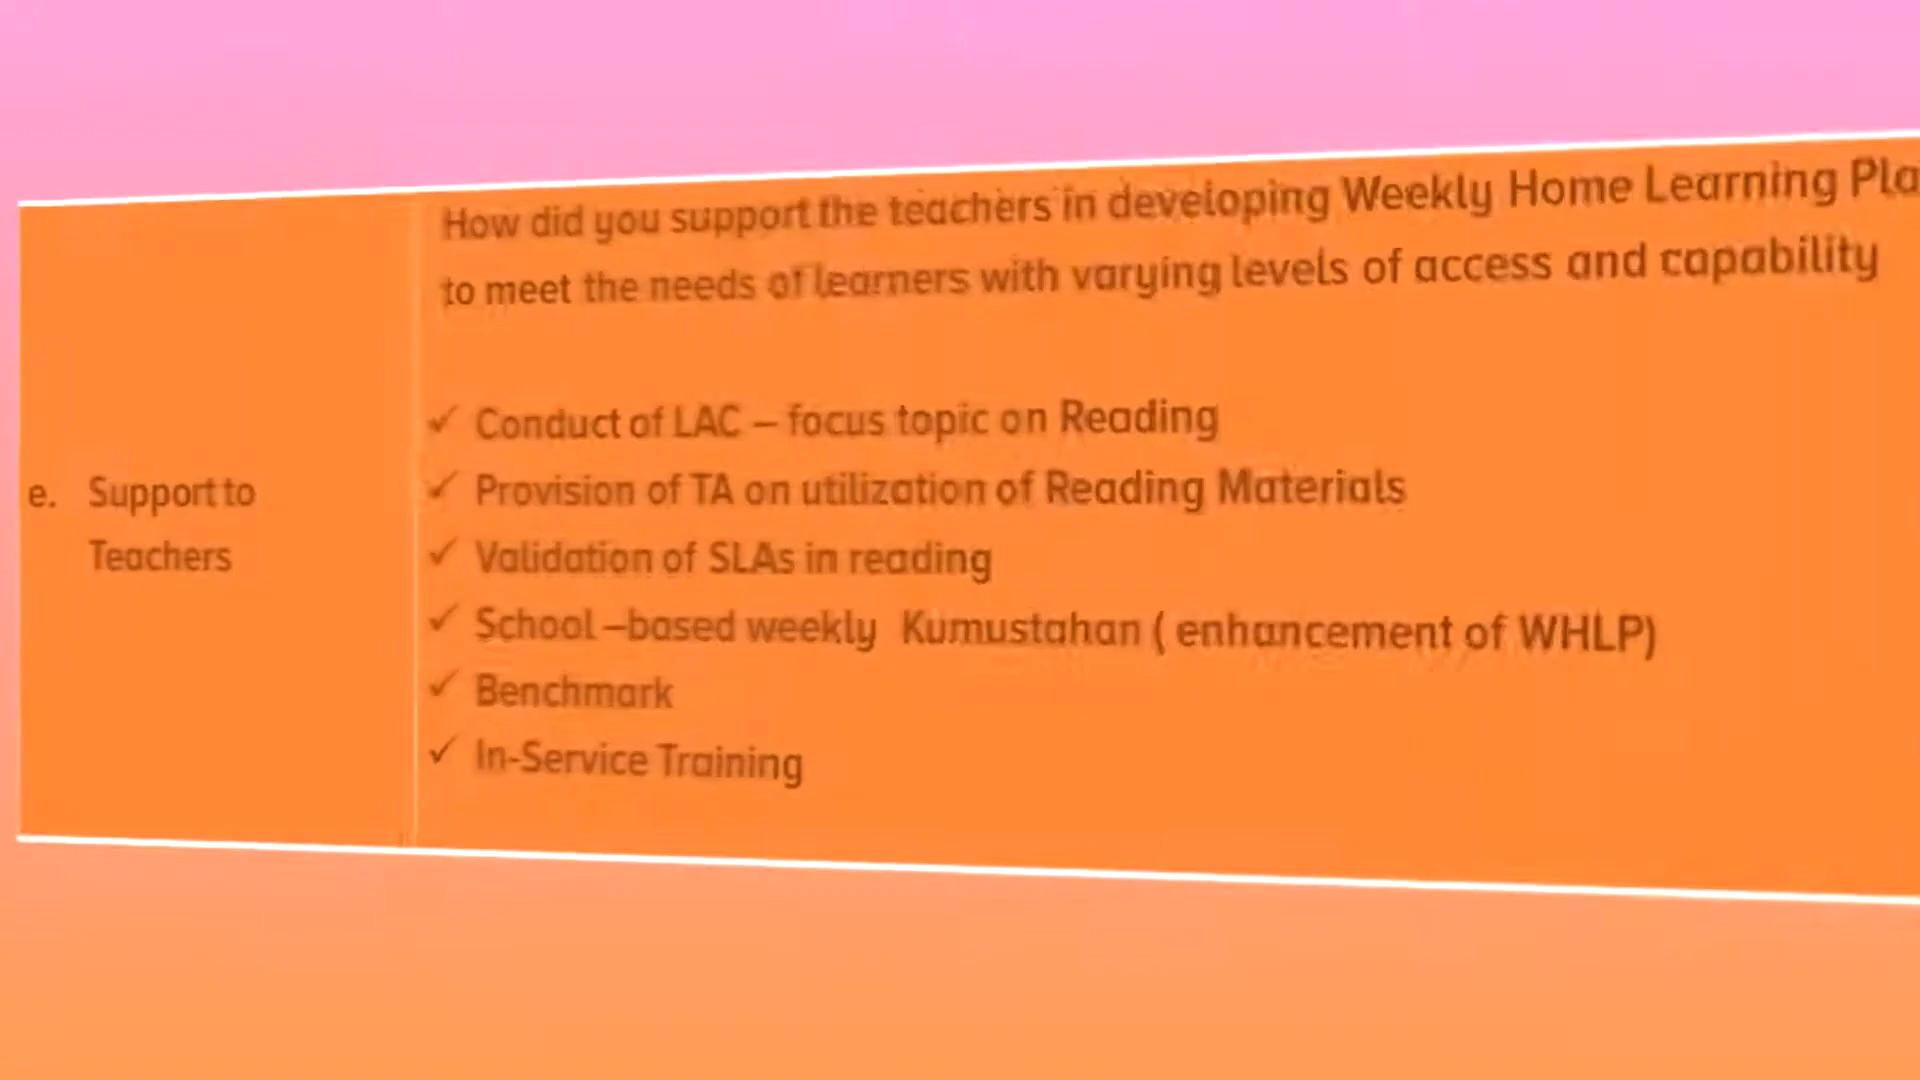 How did you support the teachers in developing Weekly Home Learning
to meet the needs of learners with varying levels of access and capability
e. Support to
Teachers
✓ Conduct of LAC – focus topic on Reading
✓ Provision of TA on utilization of Reading Materials
✓ Validation of SLAs in reading
✓ School –based weekly Kumustahan ( enhancement of WHLP)
✓ Benchmark
✓ In-Service Training